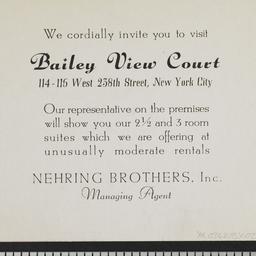 We cordially invite you to visit
Bailey View Court
114-115 West 238th Street, New York City
Our representative on the premises
will show you our 2½ and 3 room
suites which we are offering at
unusually moderate rentals
NEHRING BROTHERS, Inc.
Managing Agent